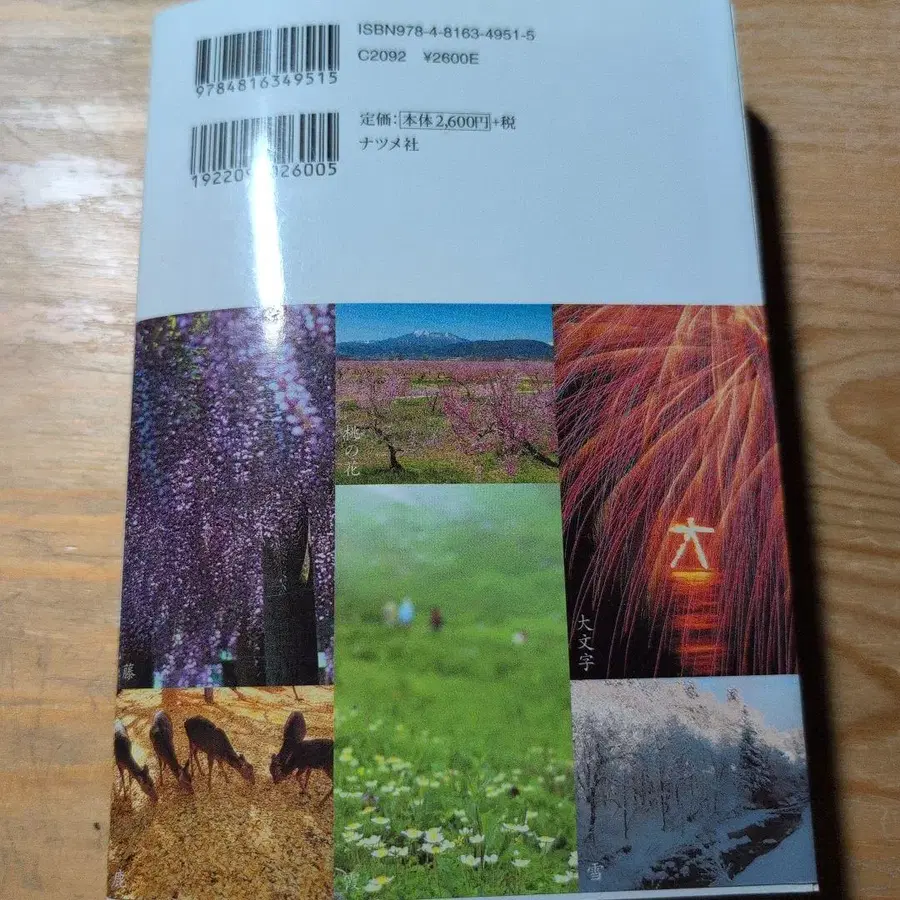 ISBN978-4-8163-4951-5
C2092 ¥2600E
9784816349515
定価:本体2,600円+税
ナツメ社
桃の花
大文字
藤
鹿
雪